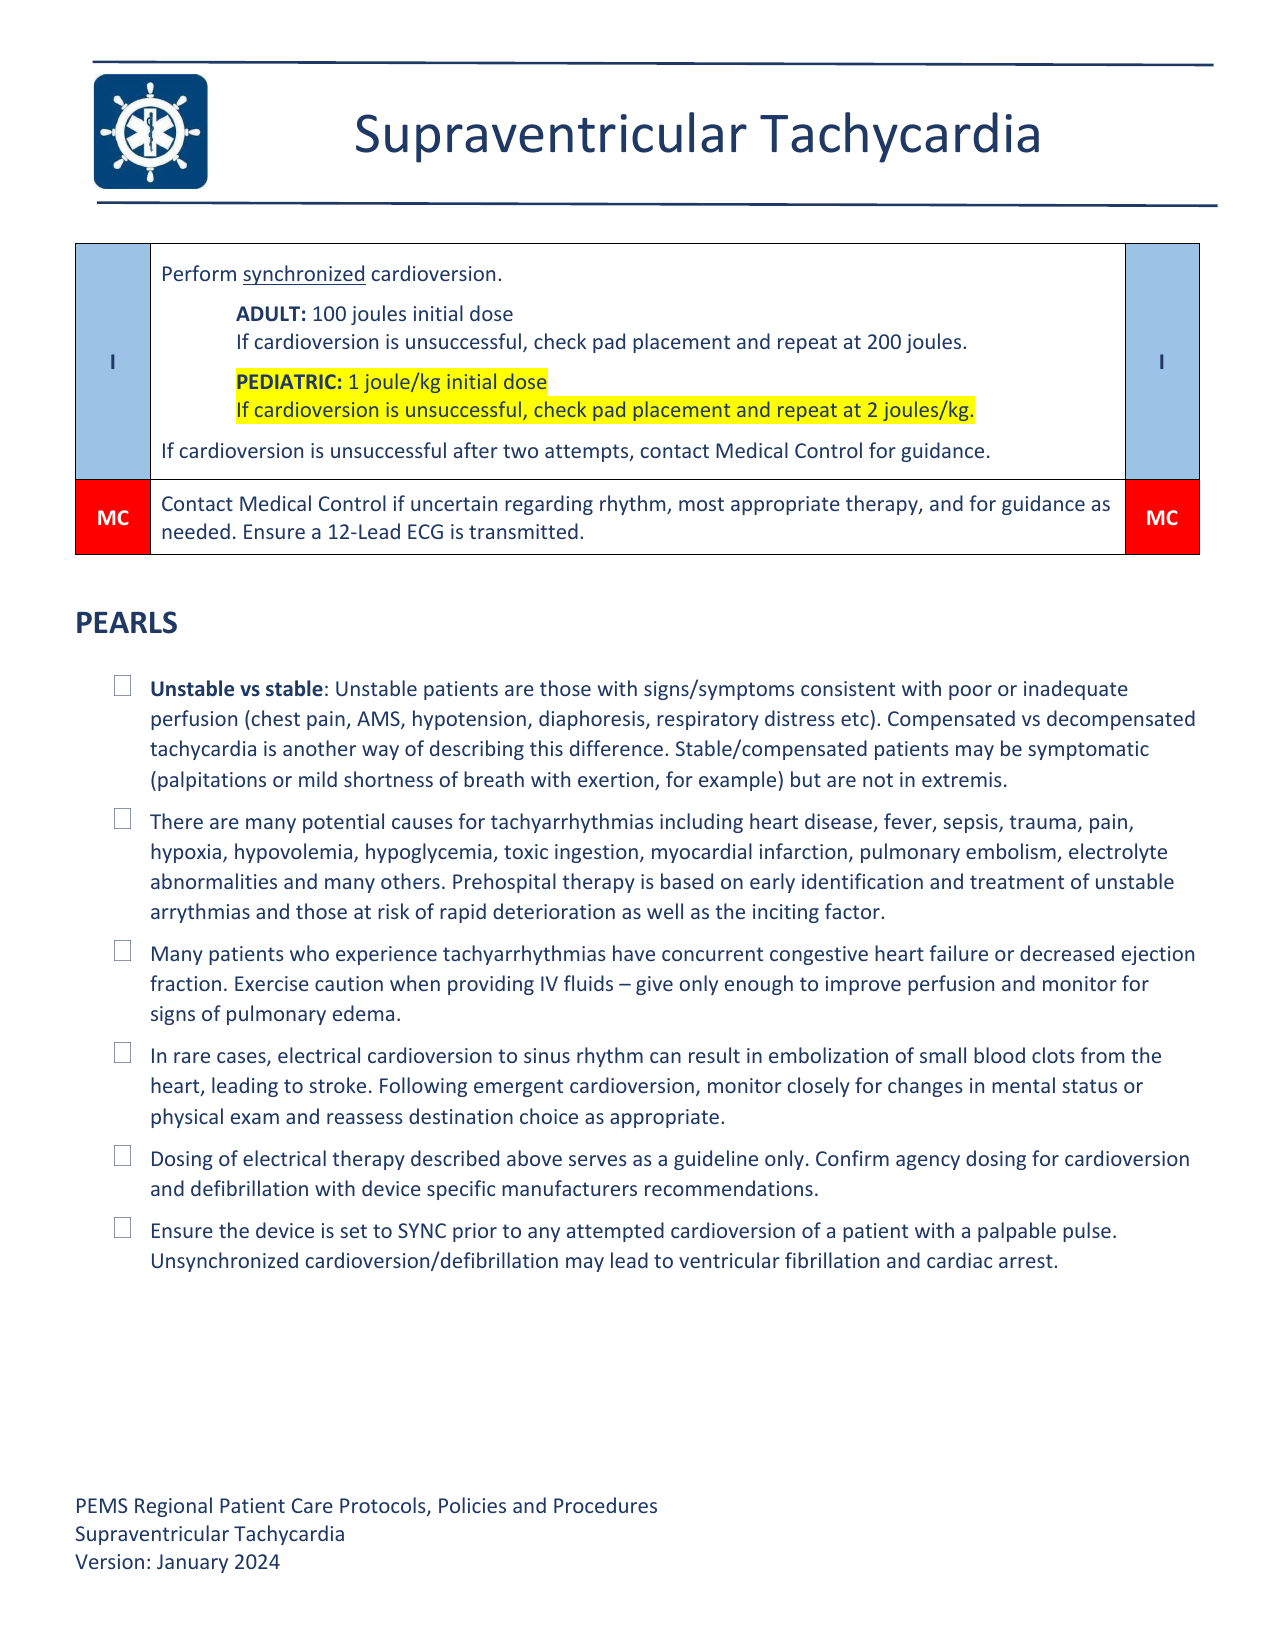 Supraventricular Tachycardia
I
Perform synchronized cardioversion.
ADULT: 100 joules initial dose
If cardioversion is unsuccessful, check pad placement and repeat at 200 joules.
PEDIATRIC: 1 joule/kg initial dose
If cardioversion is unsuccessful, check pad placement and repeat at 2 joules/kg.
If cardioversion is unsuccessful after two attempts, contact Medical Control for guidance.
I
MC
Contact Medical Control if uncertain regarding rhythm, most appropriate therapy, and for guidance as
needed. Ensure a 12-Lead ECG is transmitted.
MC
PEARLS
Unstable vs stable: Unstable patients are those with signs/symptoms consistent with poor or inadequate
perfusion (chest pain, AMS, hypotension, diaphoresis, respiratory distress etc). Compensated vs decompensated
tachycardia is another way of describing this difference. Stable/compensated patients may be symptomatic
(palpitations or mild shortness of breath with exertion, for example) but are not in extremis.
There are many potential causes for tachyarrhythmias including heart disease, fever, sepsis, trauma, pain,
hypoxia, hypovolemia, hypoglycemia, toxic ingestion, myocardial infarction, pulmonary embolism, electrolyte
abnormalities and many others. Prehospital therapy is based on early identification and treatment of unstable
arrythmias and those at risk of rapid deterioration as well as the inciting factor.
Many patients who experience tachyarrhythmias have concurrent congestive heart failure or decreased ejection
fraction. Exercise caution when providing IV fluids – give only enough to improve perfusion and monitor for
signs of pulmonary edema.
In rare cases, electrical cardioversion to sinus rhythm can result in embolization of small blood clots from the
heart, leading to stroke. Following emergent cardioversion, monitor closely for changes in mental status or
physical exam and reassess destination choice as appropriate.
Dosing of electrical therapy described above serves as a guideline only. Confirm agency dosing for cardioversion
and defibrillation with device specific manufacturers recommendations.
Ensure the device is set to SYNC prior to any attempted cardioversion of a patient with a palpable pulse.
Unsynchronized cardioversion/defibrillation may lead to ventricular fibrillation and cardiac arrest.
PEMS Regional Patient Care Protocols, Policies and Procedures
Supraventricular Tachycardia
Version: January 2024